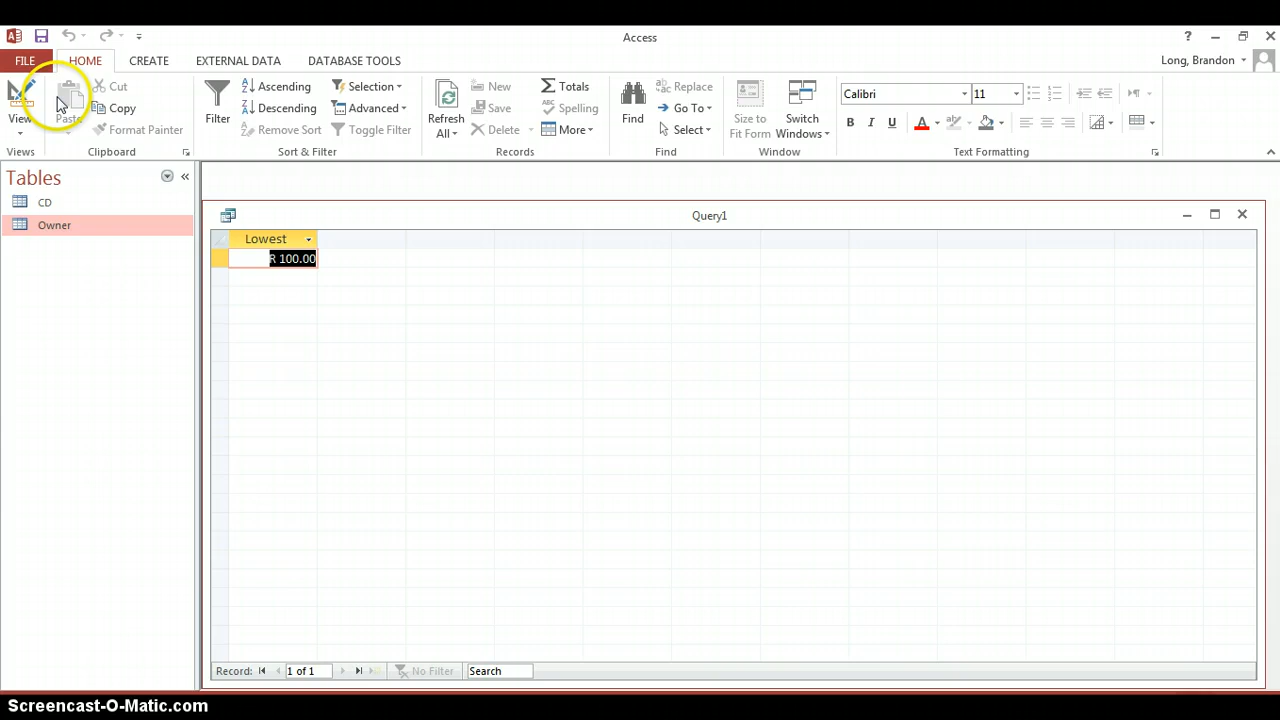 Access
?
FILE HOME CREATE EXTERNAL DATA DATABASE TOOLS Long, Brandon
View
Views
Paste
Cut
Copy
Format Painter
Clipboard
Filter
Ascending
Descending
Remove Sort
Selection
Advanced
Toggle Filter
Sort & Filter
Refresh
All
New
Save
Delete
Totals
Spelling
More
Records
Find
Replace
Go To
Select
Find
Size to
Fit Form
Switch
Windows
Window
Calibri 11
B I U A
Text Formatting
Tables
CD
Owner
Query1
Lowest
R 100.00
Record: 1 of 1 No Filter Search
Screencast-O-Matic.com